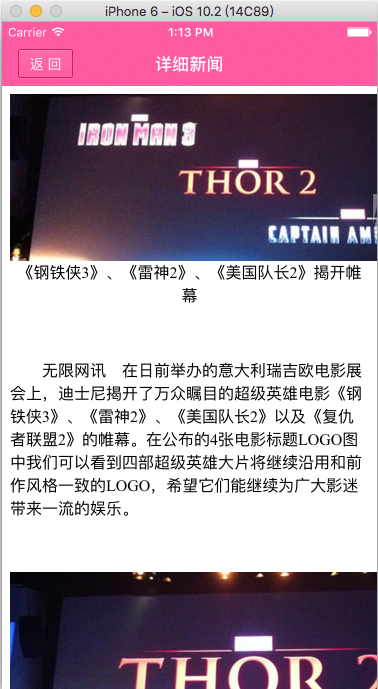 iPhone 6 – iOS 10.2 (14C89)
Carrier 1:13 PM
返 回 详细新闻
IRON MAN 3
THOR 2
CAPTAIN AM
《钢铁侠3》、《雷神2》、《美国队长2》揭开帷
幕
无限网讯　在日前举办的意大利瑞吉欧电影展
会上，迪士尼揭开了万众瞩目的超级英雄电影《钢
铁侠3》、《雷神2》、《美国队长2》以及《复仇
者联盟2》的帷幕。在公布的4张电影标题LOGO图
中我们可以看到四部超级英雄大片将继续沿用和前
作风格一致的LOGO，希望它们能继续为广大影迷
带来一流的娱乐。
THOR 2